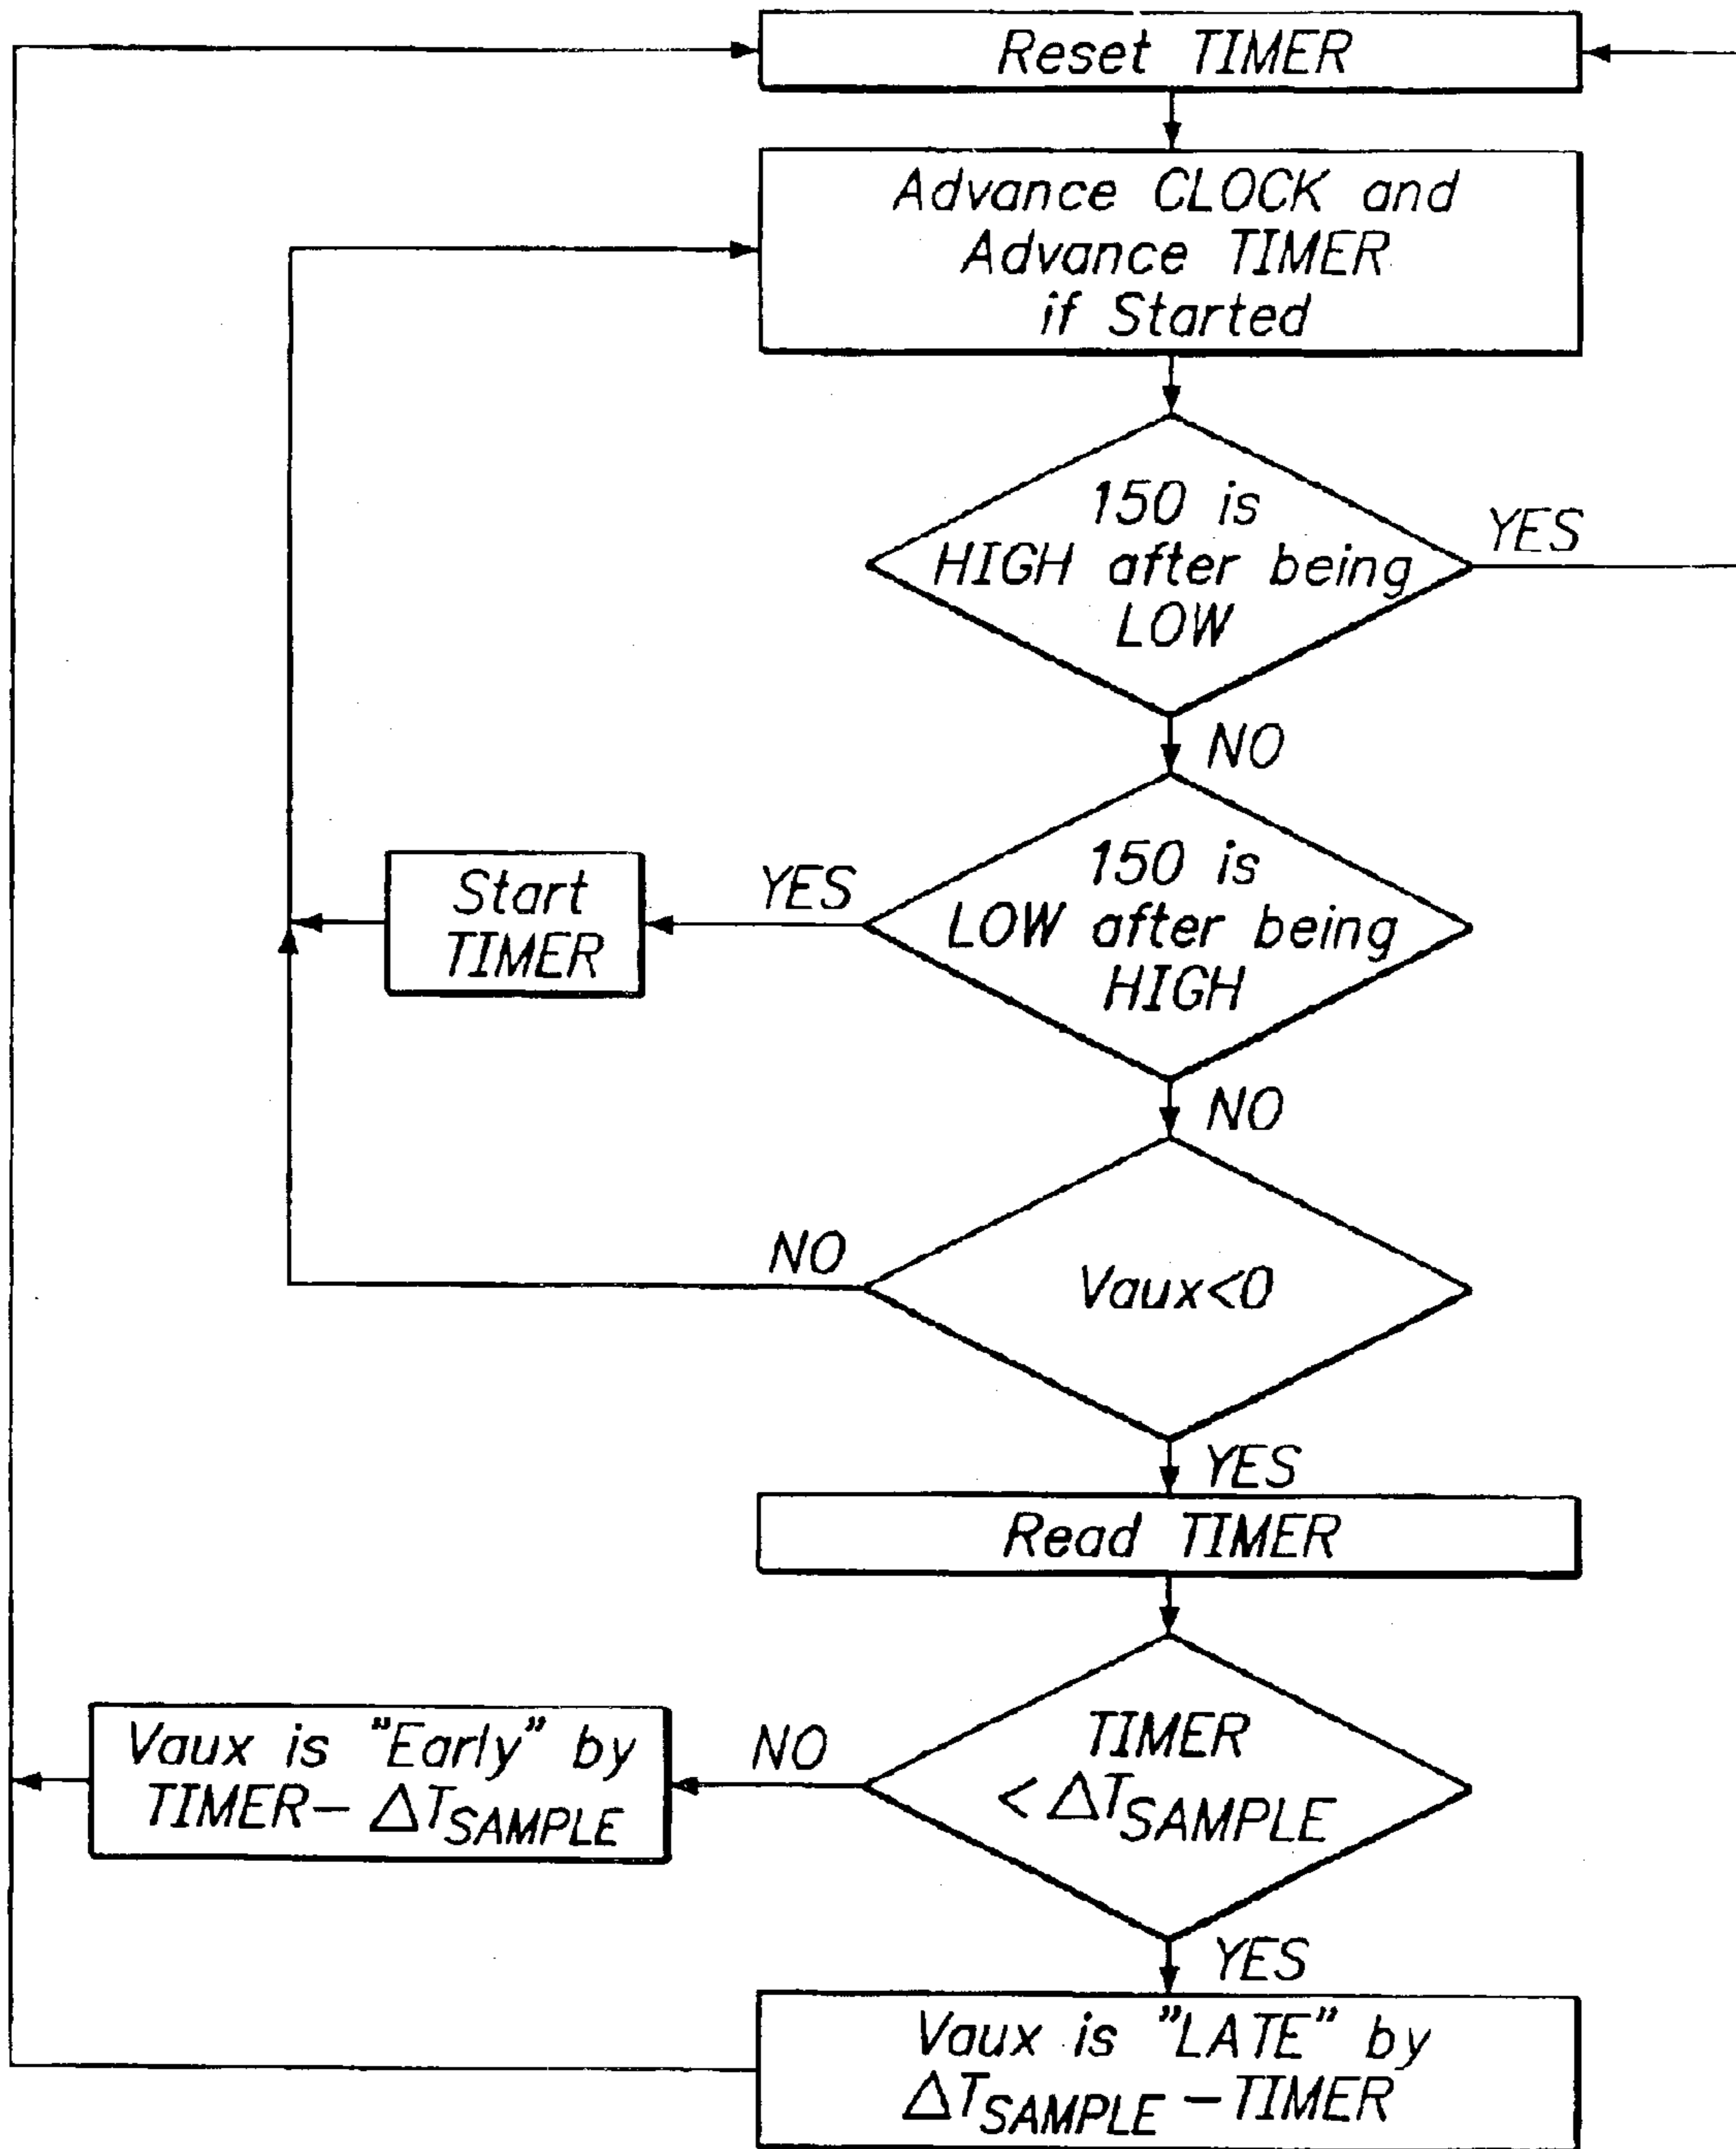 Reset TIMER
Advance CLOCK and
Advance TIMER
if Started
150 is
HIGH after being
LOW
YES
NO
150 is
LOW after being
HIGH
YES
Start
TIMER
NO
Vaux<0
NO
YES
Read TIMER
TIMER
< ΔTSAMPLE
NO
Vaux is "Early" by
TIMER– ΔTSAMPLE
YES
Vaux is "LATE" by
ΔTSAMPLE –TIMER